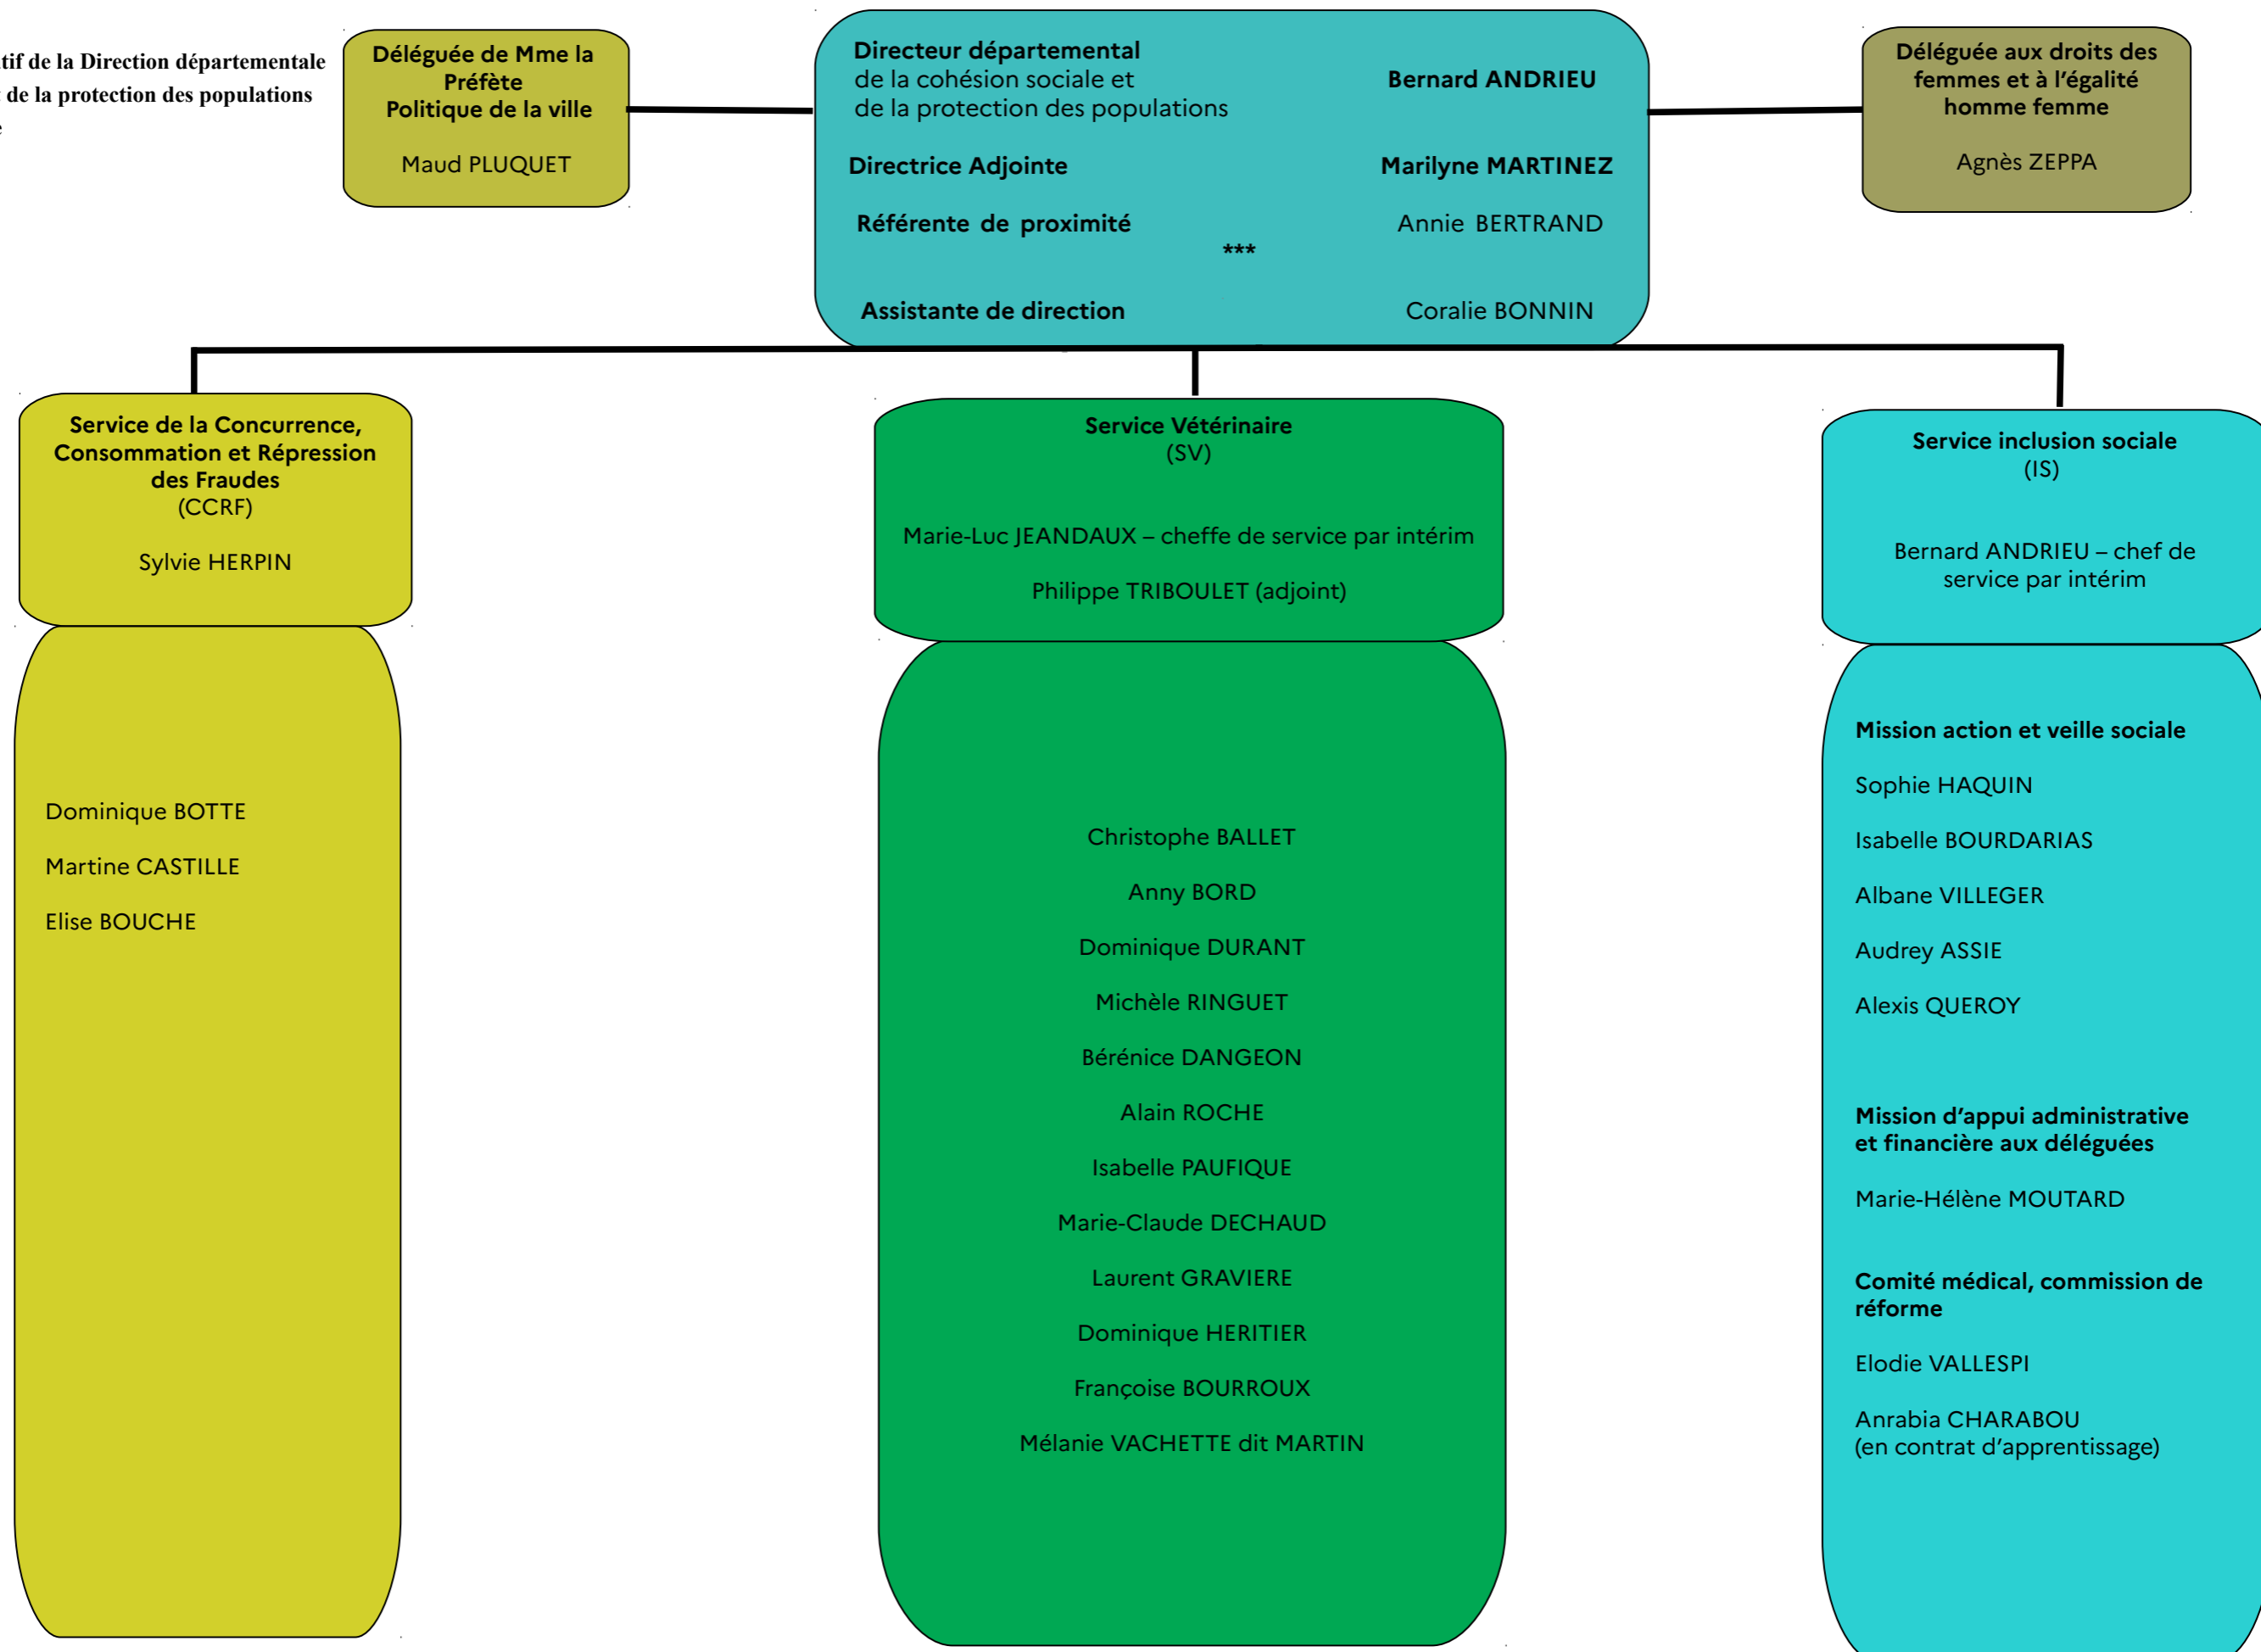 de la Direction départementale
de la protection des populations
Déléguée de Mme la
Préfète
Politique de la ville
Maud PLUQUET
Directeur départemental
de la cohésion sociale et
de la protection des populations
Bernard ANDRIEU
Directrice Adjointe
Marilyne MARTINEZ
Référente de proximité
Annie BERTRAND
***
Assistante de direction
Coralie BONNIN
Déléguée aux droits des
femmes et à l'égalité
homme femme
Agnès ZEPPA
Service de la Concurrence,
Consommation et Répression
des Fraudes
(CCRF)
Sylvie HERPIN
Dominique BOTTE
Martine CASTILLE
Elise BOUCHE
Service Vétérinaire
(SV)
Marie-Luc JEANDAUX – cheffe de service par intérim
Philippe TRIBOULET (adjoint)
Christophe BALLET
Anny BORD
Dominique DURANT
Michèle RINGUET
Bérénice DANGEON
Alain ROCHE
Isabelle PAUFIQUE
Marie-Claude DECHAUD
Laurent GRAVIERE
Dominique HERITIER
Françoise BOURROUX
Mélanie VACHETTE dit MARTIN
Service inclusion sociale
(IS)
Bernard ANDRIEU – chef de
service par intérim
Mission action et veille sociale
Sophie HAQUIN
Isabelle BOURDARIAS
Albane VILLEGER
Audrey ASSIE
Alexis QUEROY
Mission d'appui administrative
et financière aux déléguées
Marie-Hélène MOUTARD
Comité médical, commission de
réforme
Elodie VALLESPI
Anrabia CHARABOU
(en contrat d'apprentissage)